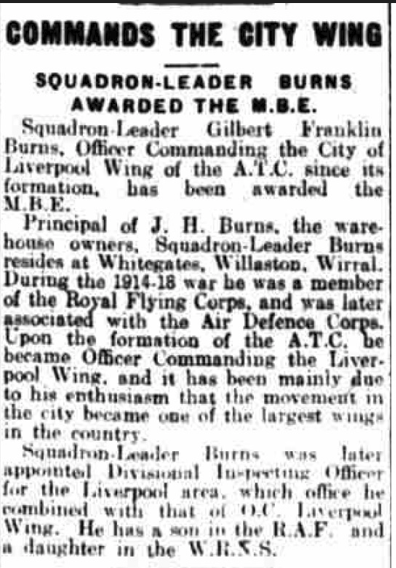 COMMANDS THE CITY WING
SQUADRON-LEADER BURNS
AWARDED THE M.B.E.
Squadron-Leader Gilbert Franklin
Burns, Officer Commanding the City of
Liverpool Wing of the A.T.C. since its
formation, has been awarded the
M.B.E.
Principal of J. H. Burns, the ware-
house owners, Squadron-Leader Burns
resides at Whitegates, Willaston, Wirral.
During the 1914-18 war he was a member
of the Royal Flying Corps, and was later
associated with the Air Defence Corps.
Upon the formation of the A.T.C. he
became Officer Commanding the Liver-
pool Wing, and it has been mainly due
to his enthusiasm that the movement in
the city became one of the largest wings
in the country.
Squadron-Leader Burns was later
appointed Divisional Inspecting Officer
for the Liverpool area, which office he
combined with that of O.C. Liverpool
Wing. He has a son in the R.A.F. and
a daughter in the W.R.N.S.